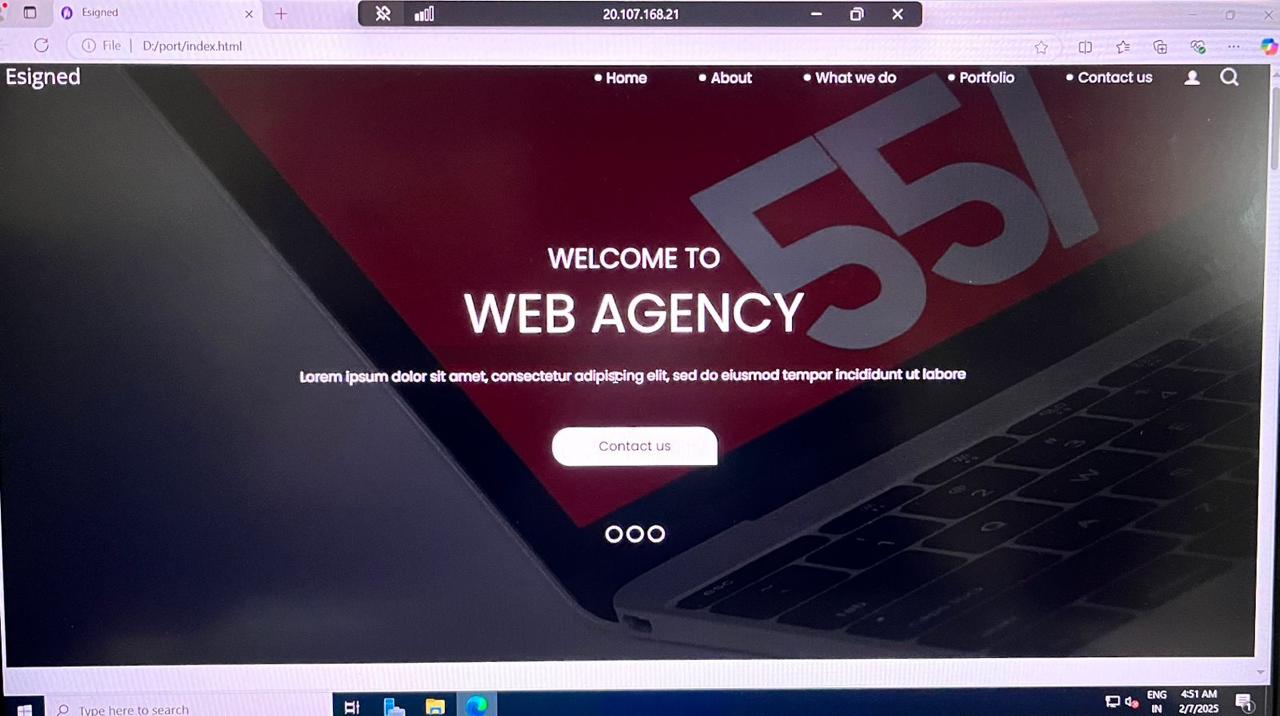 Esigned
20.107.168.21
File | D:/port/index.html
Esigned
Home
About
What we do
Portfolio
Contact us
55/
WELCOME TO
WEB AGENCY
Lorem ipsum dolor sit amet, consectetur adipiscing elit, sed do eiusmod tempor incididunt ut labore
Contact us
Type here to search
ENG
IN
4:51 AM
2/7/2025